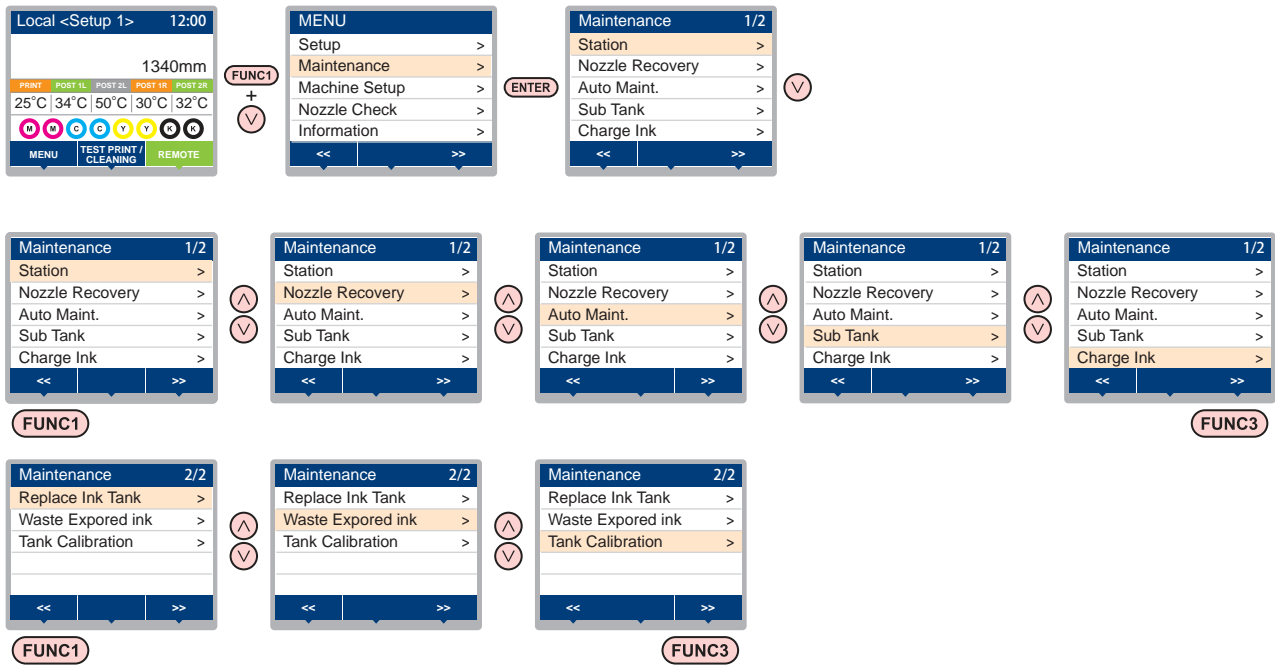 Local <Setup 1> 12:00
1340mm
PRINT POST 1L POST 2L POST 1R POST 2R
25˚C 34˚C 50˚C 30˚C 32˚C
M M C C Y Y K K
MENU TEST PRINT / CLEANING REMOTE
FUNC1
+
MENU
Setup >
Maintenance >
Machine Setup >
Nozzle Check >
Information >
<< >>
ENTER
Maintenance 1/2
Station >
Nozzle Recovery >
Auto Maint. >
Sub Tank >
Charge Ink >
<< >>
Maintenance 1/2
Station >
Nozzle Recovery >
Auto Maint. >
Sub Tank >
Charge Ink >
<< >>
FUNC1
Maintenance 1/2
Station >
Nozzle Recovery >
Auto Maint. >
Sub Tank >
Charge Ink >
<< >>
Maintenance 1/2
Station >
Nozzle Recovery >
Auto Maint. >
Sub Tank >
Charge Ink >
<< >>
Maintenance 1/2
Station >
Nozzle Recovery >
Auto Maint. >
Sub Tank >
Charge Ink >
<< >>
Maintenance 1/2
Station >
Nozzle Recovery >
Auto Maint. >
Sub Tank >
Charge Ink >
<< >>
FUNC3
Maintenance 2/2
Replace Ink Tank >
Waste Expored ink >
Tank Calibration >
<< >>
FUNC1
Maintenance 2/2
Replace Ink Tank >
Waste Expored ink >
Tank Calibration >
<< >>
Maintenance 2/2
Replace Ink Tank >
Waste Expored ink >
Tank Calibration >
<< >>
FUNC3